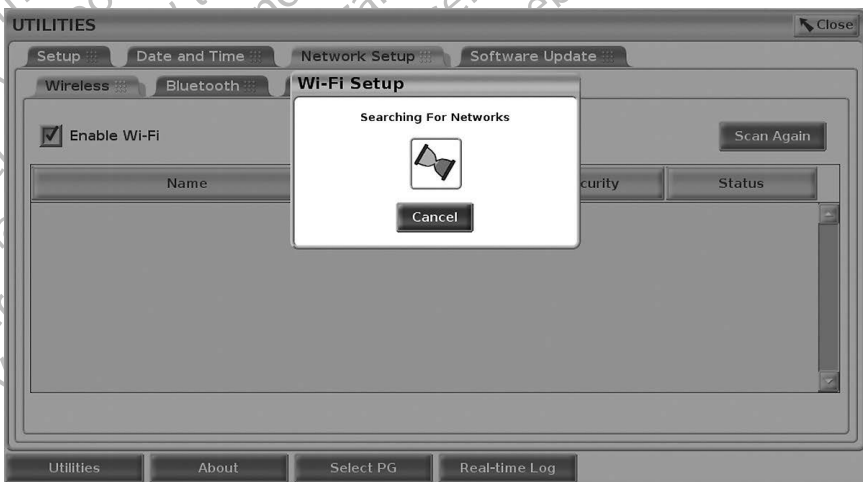 UTILITIES
Close
Setup
Date and Time
Network Setup
Software Update
Wireless
Bluetooth
Wi-Fi Setup
Searching For Networks
Enable Wi-Fi
Scan Again
Name
curity
Status
Cancel
Utilities
About
Select PG
Real-time Log